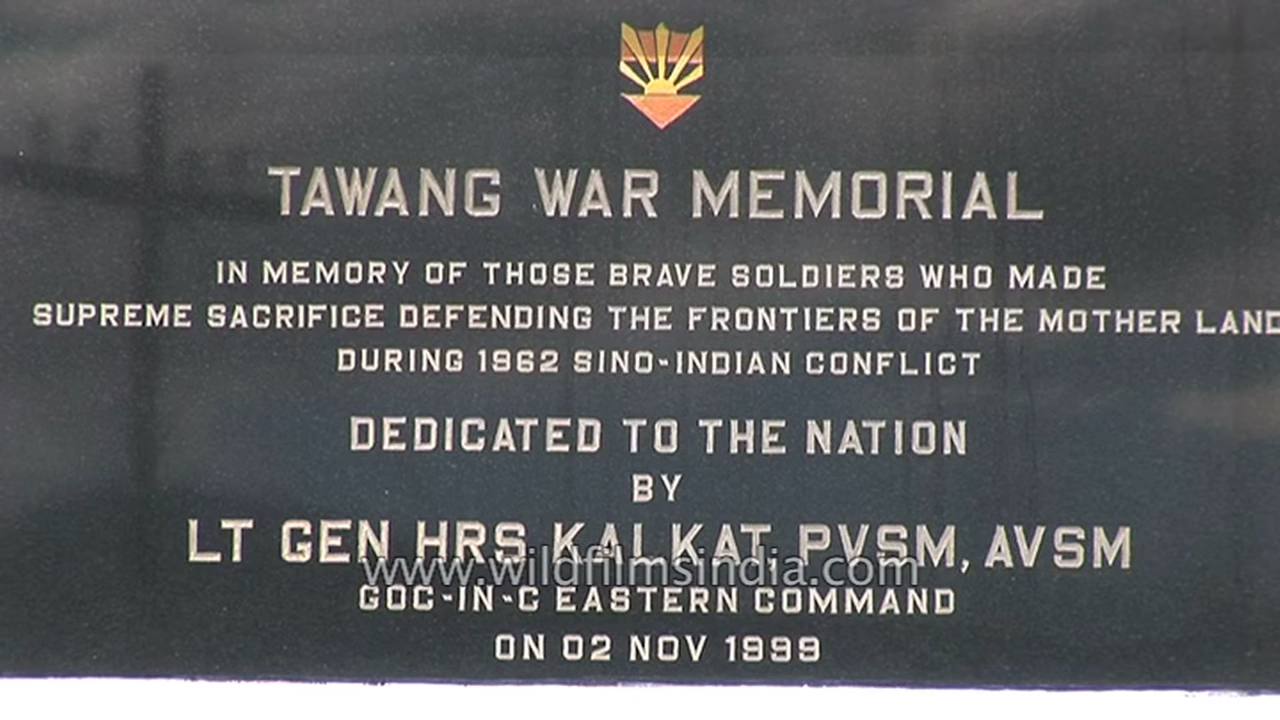 TAWANG WAR MEMORIAL
IN MEMORY OF THOSE BRAVE SOLDIERS WHO MADE
SUPREME SACRIFICE DEFENDING THE FRONTIERS OF THE MOTHER LAND
DURING 1962 SINO-INDIAN CONFLICT
DEDICATED TO THE NATION
BY
LT GEN HRS KALKAT, PVSM, AVSM
www.wildfilmsindia.com
GOC-IN-C EASTERN COMMAND
ON 02 NOV 1999